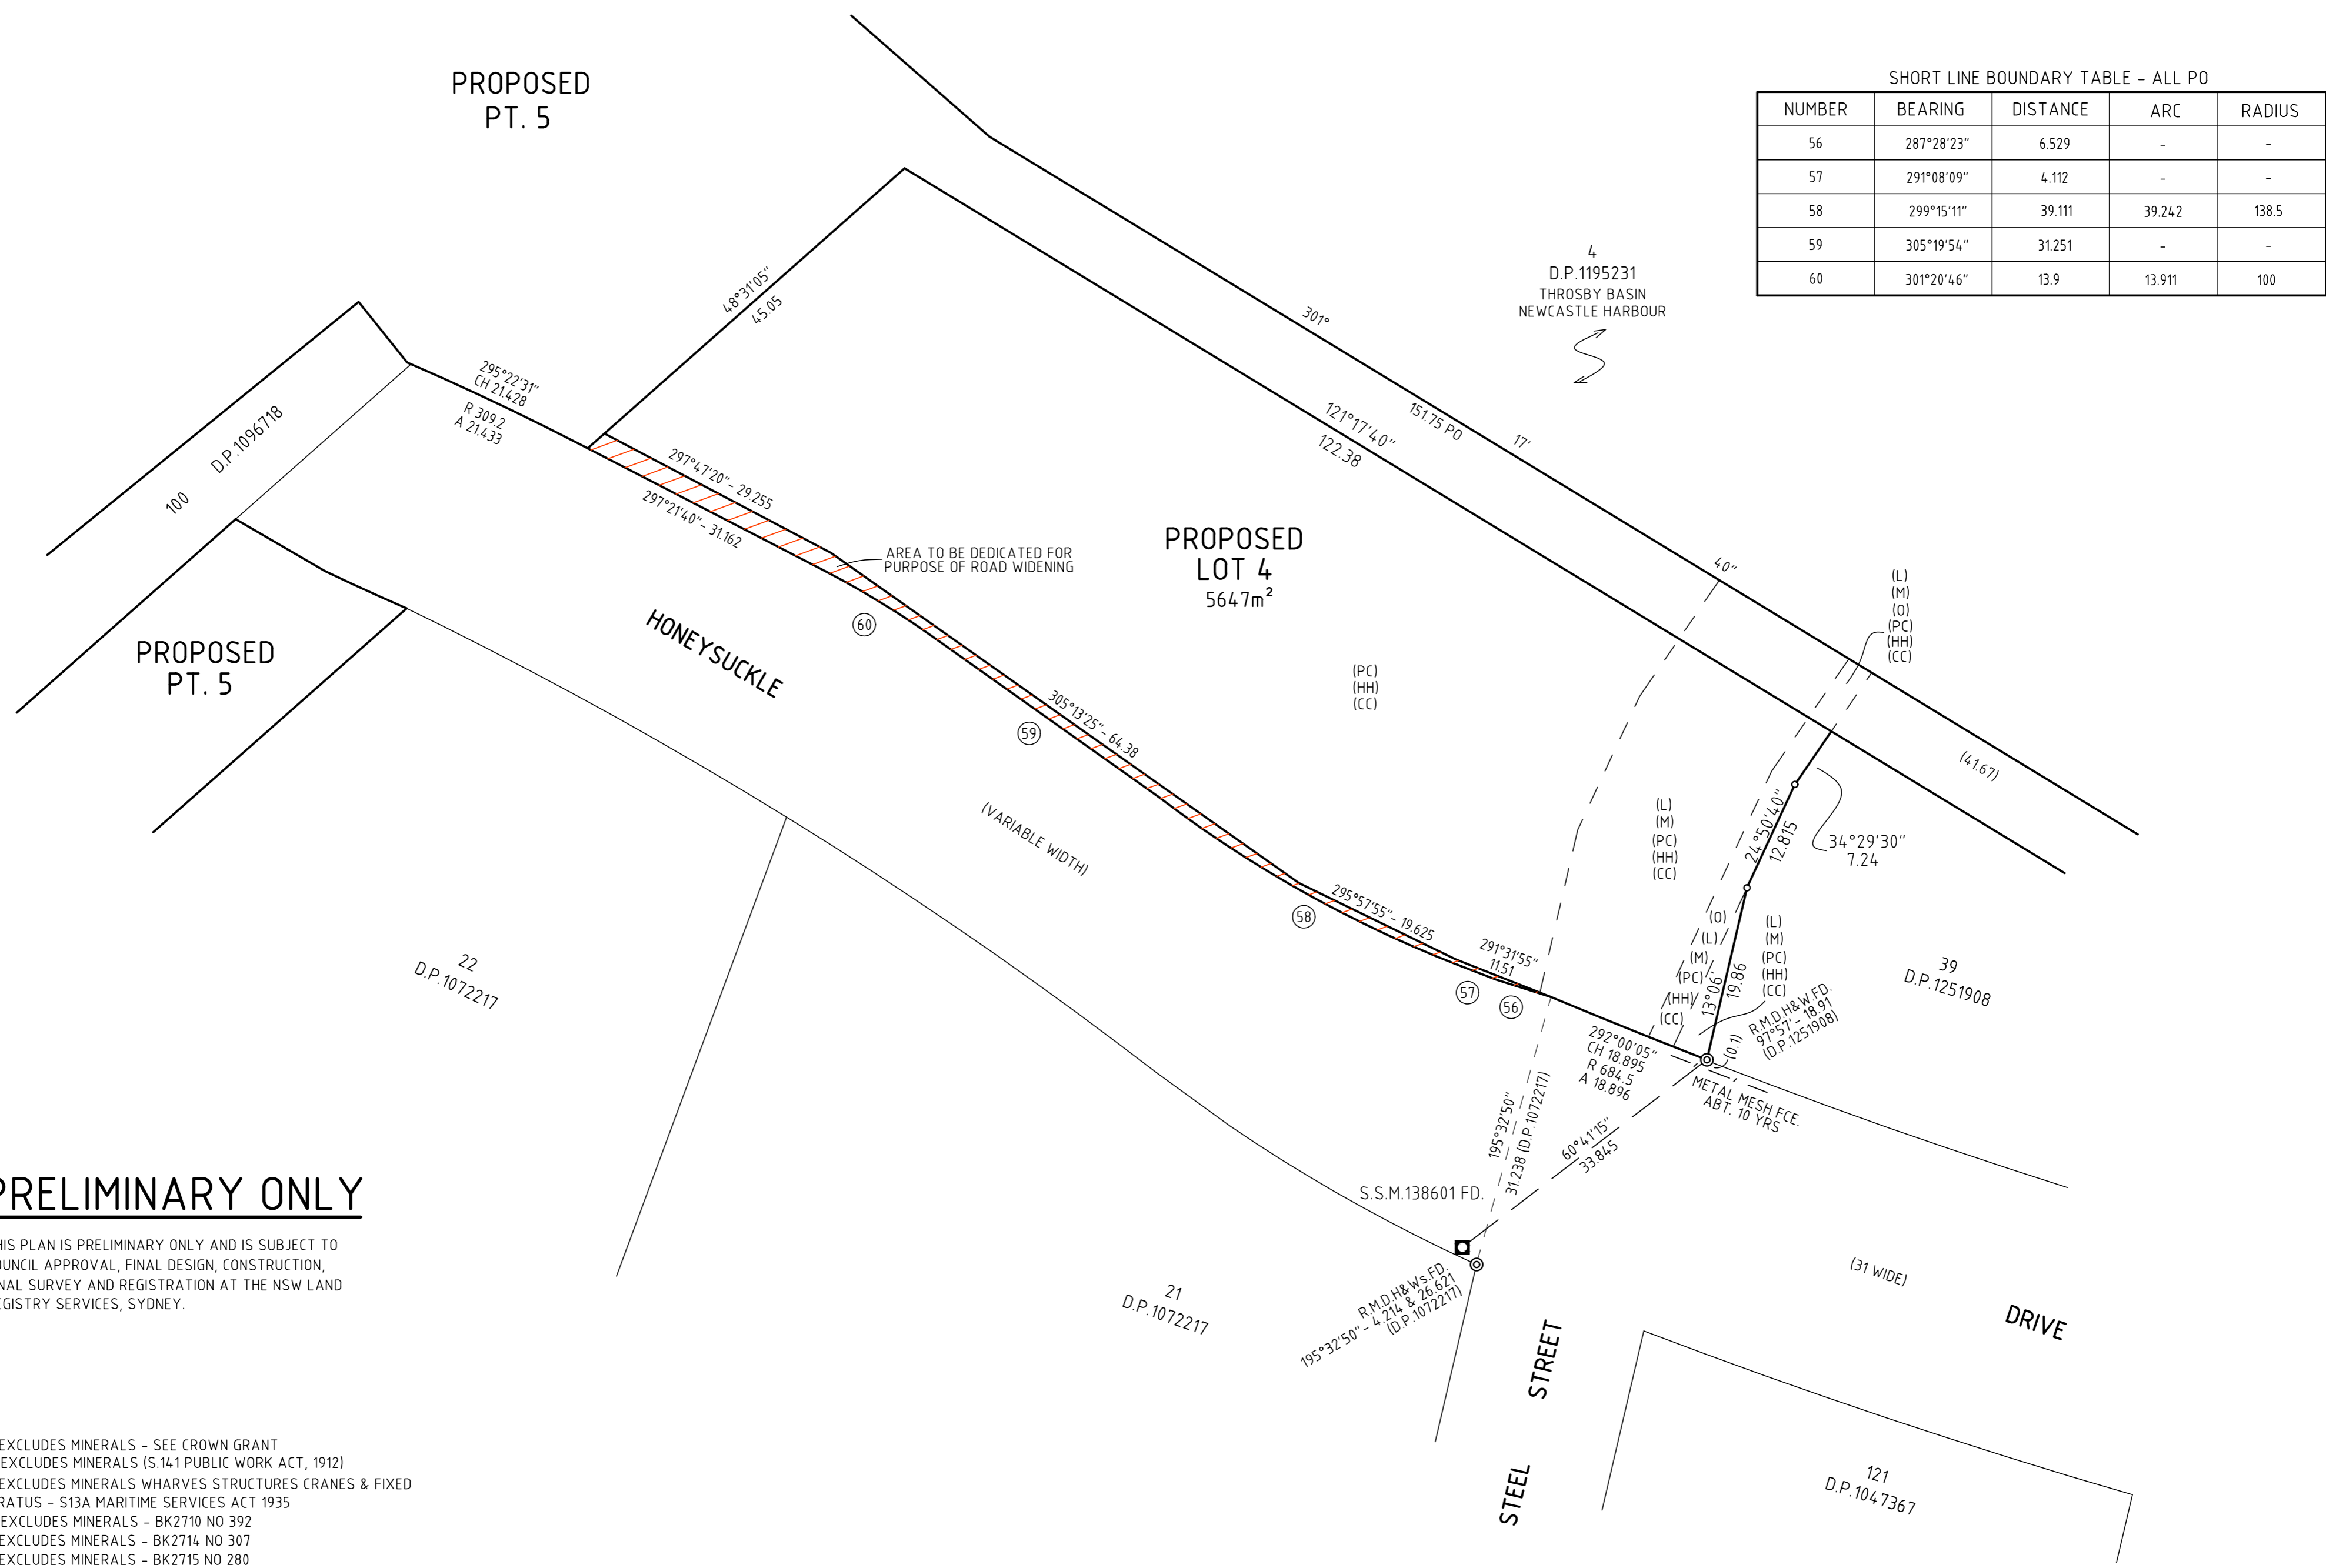 PROPOSED
PT. 5
SHORT LINE BOUNDARY TABLE - ALL PO
NUMBER BEARING DISTANCE ARC RADIUS
56 287°28'23" 6.529 - -
57 291°08'09" 4.112 - -
58 299°15'11" 39.111 39.242 138.5
59 305°19'54" 31.251 - -
60 301°20'46" 13.9 13.911 100
4
D.P.1195231
THROSBY BASIN
NEWCASTLE HARBOUR
48°31'05"
45.05
301°
17'
40"
151.75 PO
121°17'40"
122.38
295°22'31"
CH 21.428
R 309.2
A 21.433
100 D.P.1096718
297°47'20"- 29.255
297°21'40"- 31.162
AREA TO BE DEDICATED FOR
PURPOSE OF ROAD WIDENING
PROPOSED
LOT 4
5647m²
(L)
(M)
(O)
(PC)
(HH)
(CC)
PROPOSED
PT. 5
HONEYSUCKLE
60
(PC)
(HH)
(CC)
59
305°13'25"- 64.38
(41.67)
(VARIABLE WIDTH)
(L)
(M)
(PC)
(HH)
(CC)
24°50'40"
12.815
34°29'30"
7.24
58
295°57'55"- 19.625
291°31'55"
11.51
57
56
(O)
(L)
(M)
(PC)
(HH)
(CC)
13°06'
19.86
(L)
(M)
(PC)
(HH)
(CC)
R.M.D.H&W.FD.
97°57' - 18.91
(D.P.1251908)
(0.1)
39
D.P.1251908
22
D.P.1072217
292°00'05"
CH 18.895
R 684.5
A 18.896
METAL MESH FCE.
ABT. 10 YRS
195°32'50"
31.238 (D.P.1072217)
60°41'15"
33.845
S.S.M.138601 FD.
PRELIMINARY ONLY
HIS PLAN IS PRELIMINARY ONLY AND IS SUBJECT TO
OUNCIL APPROVAL, FINAL DESIGN, CONSTRUCTION,
NAL SURVEY AND REGISTRATION AT THE NSW LAND
EGISTRY SERVICES, SYDNEY.
21
D.P.1072217
R.M.D.H&Ws.FD.
195°32'50" - 4.214 & 26.621
(D.P.1072217)
(31 WIDE)
DRIVE
STEEL STREET
121
D.P.1047367
EXCLUDES MINERALS - SEE CROWN GRANT
EXCLUDES MINERALS (S.141 PUBLIC WORK ACT, 1912)
EXCLUDES MINERALS WHARVES STRUCTURES CRANES & FIXED
RATUS - S13A MARITIME SERVICES ACT 1935
EXCLUDES MINERALS - BK2710 NO 392
EXCLUDES MINERALS - BK2714 NO 307
EXCLUDES MINERALS - BK2715 NO 280